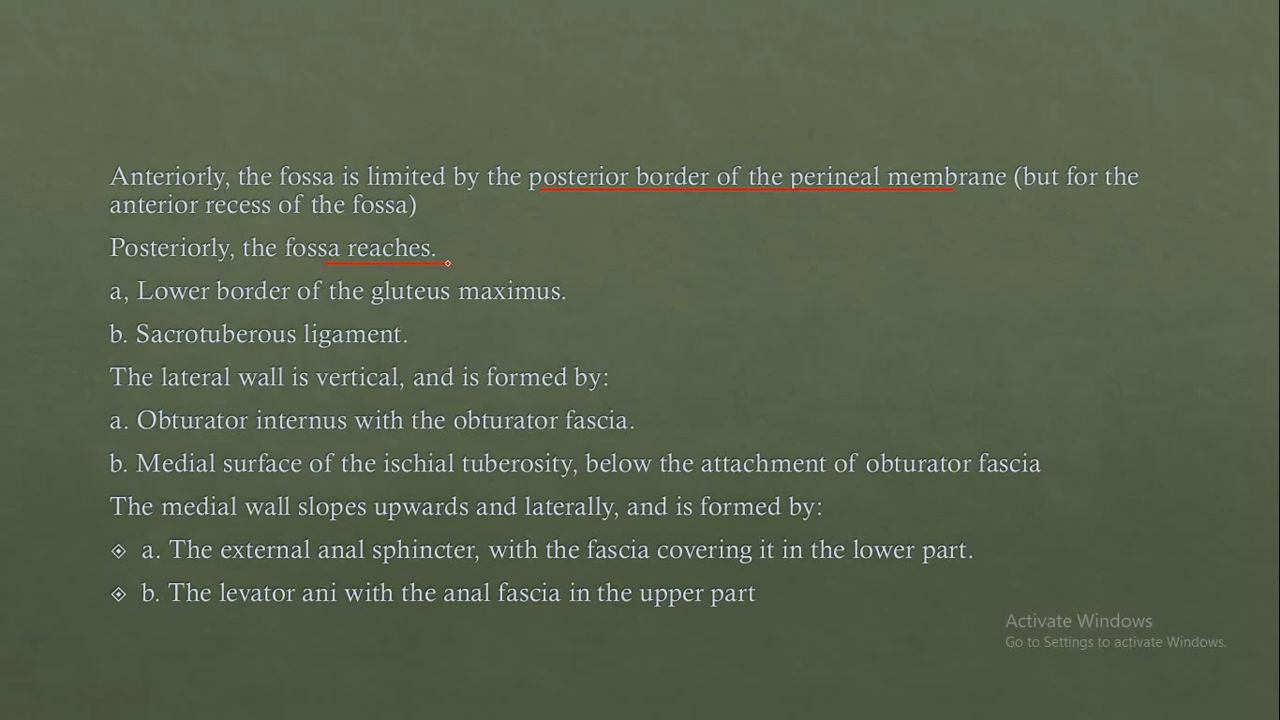 Anteriorly, the fossa is limited by the posterior border of the perineal membrane (but for the
anterior recess of the fossa)
Posteriorly, the fossa reaches.
a, Lower border of the gluteus maximus.
b. Sacrotuberous ligament.
The lateral wall is vertical, and is formed by:
a. Obturator internus with the obturator fascia.
b. Medial surface of the ischial tuberosity, below the attachment of obturator fascia
The medial wall slopes upwards and laterally, and is formed by:
a. The external anal sphincter, with the fascia covering it in the lower part.
b. The levator ani with the anal fascia in the upper part
Activate Windows
Go to Settings to activate Windows.